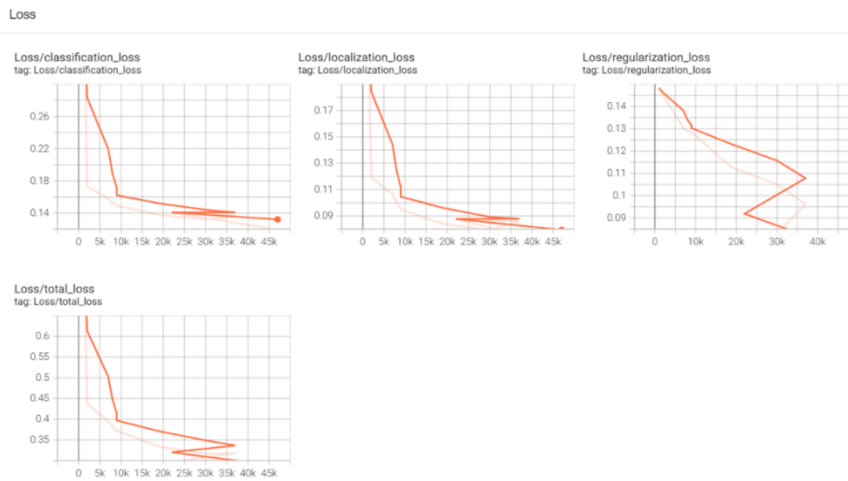 Loss
Loss/classification_loss
tag: Loss/classification_loss
0.26
0.22
0.18
0.14
0 5k 10k 15k 20k 25k 30k 35k 40k 45k
Loss/localization_loss
tag: Loss/localization_loss
0.17
0.15
0.13
0.11
0.09
0 5k 10k 15k 20k 25k 30k 35k 40k 45k
Loss/regularization_loss
tag: Loss/regularization_loss
0.14
0.13
0.11
0.1
0.09
0 10k 20k 30k 40k
Loss/total_loss
tag: Loss/total_loss
0.6
0.55
0.5
0.45
0.4
0.35
0 5k 10k 15k 20k 25k 30k 35k 40k 45k